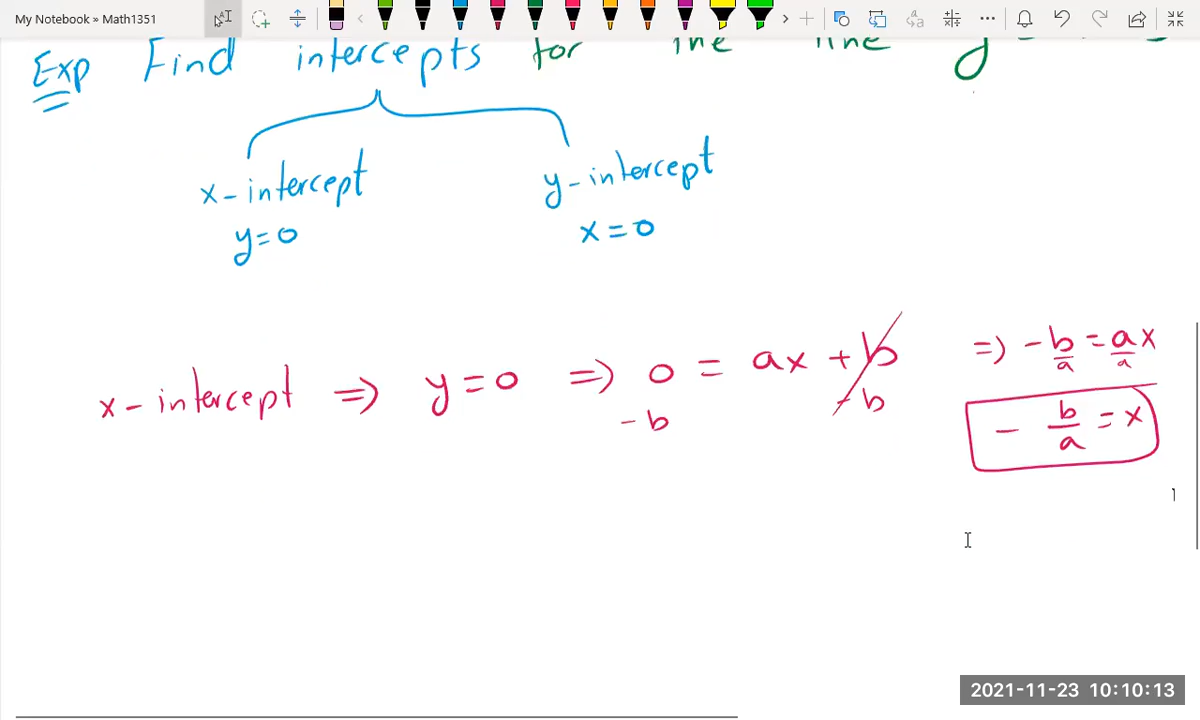 My Notebook » Math1351
Exp Find intercepts for the line y =
x-intercept y-intercept
y=0 x=0
x-intercept => y=0 => 0 = ax + b => -b/a = ax/a
-b -b
-b/a = x
2021-11-23 10:10:13